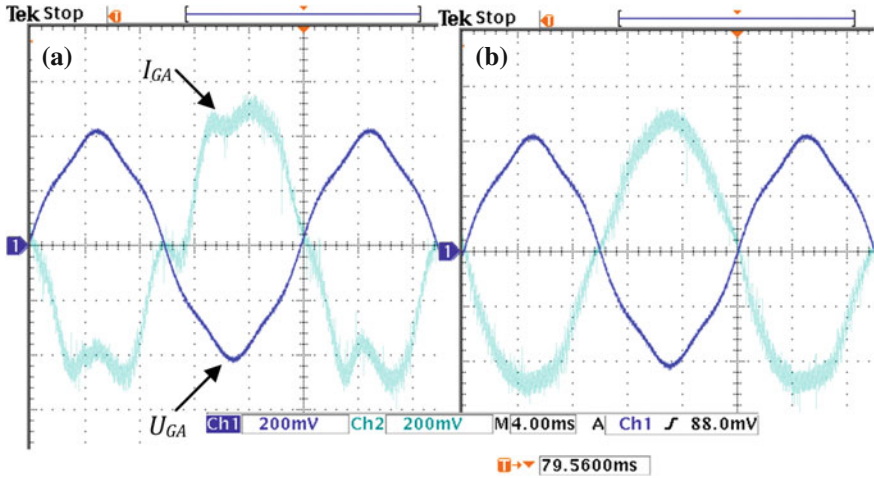 Tek Stop T
(a)
I_GA
1
U_GA
Tek Stop T
(b)
1
Ch1 200mV Ch2 200mV M 4.00ms A Ch1 ƒ 88.0mV
T→▼ 79.5600ms